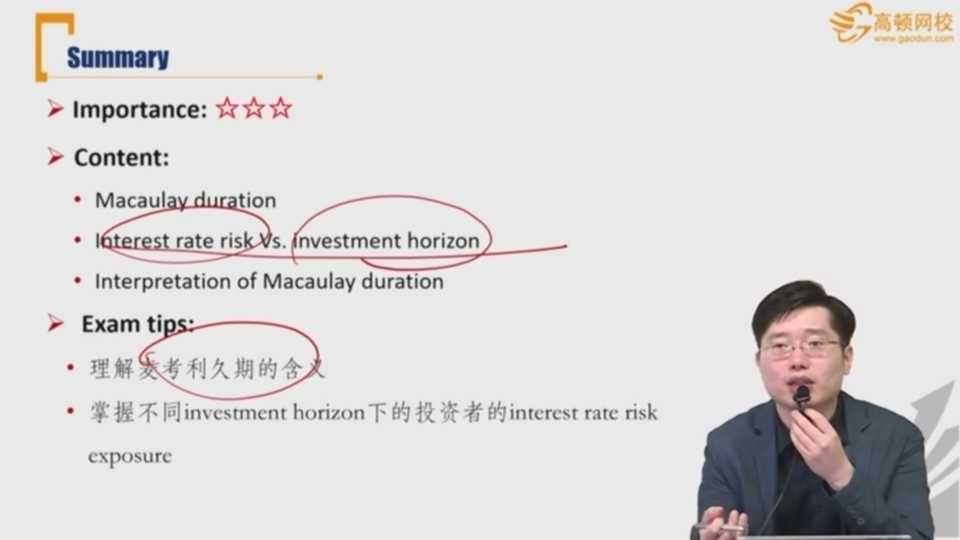 高顿网校
www.gaodun.com
Summary
Importance: ☆☆☆
Content:
Macaulay duration
Interest rate risk Vs. investment horizon
Interpretation of Macaulay duration
Exam tips:
理解麦考利久期的含义
掌握不同investment horizon下的投资者的interest rate risk
exposure